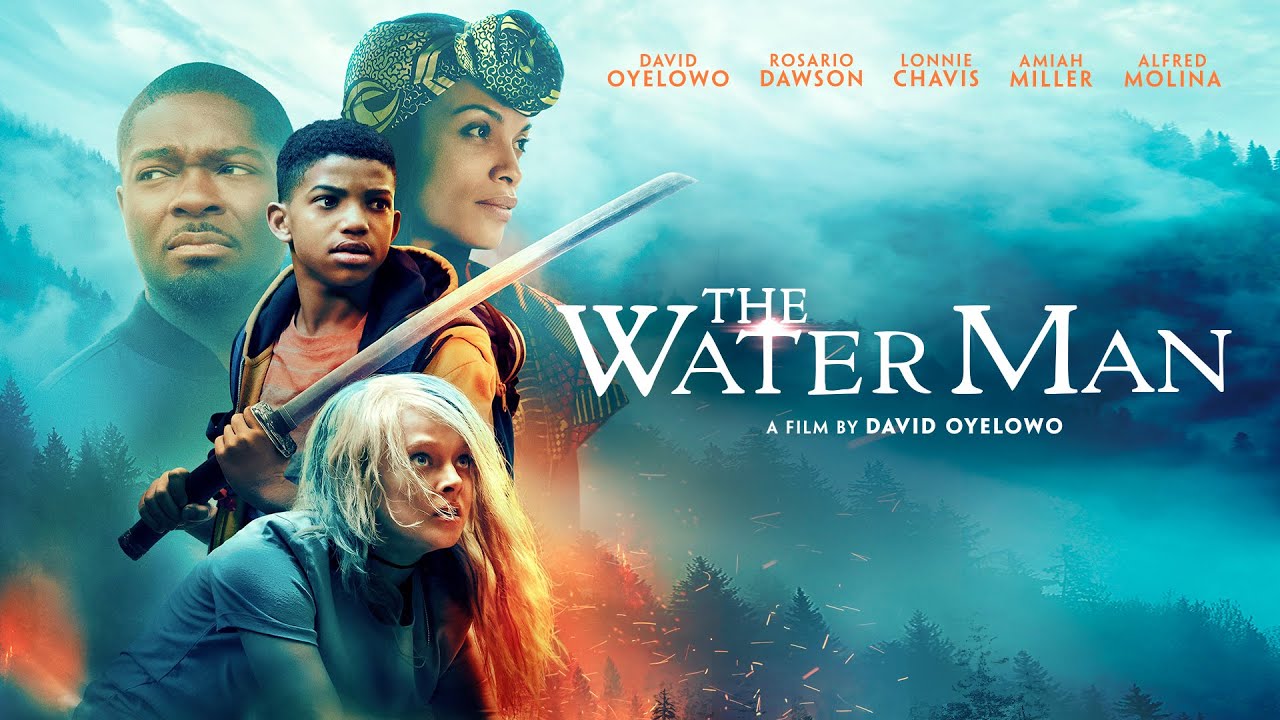 DAVID OYELOWO
ROSARIO DAWSON
LONNIE CHAVIS
AMIAH MILLER
ALFRED MOLINA
THE
WATER MAN
A FILM BY DAVID OYELOWO